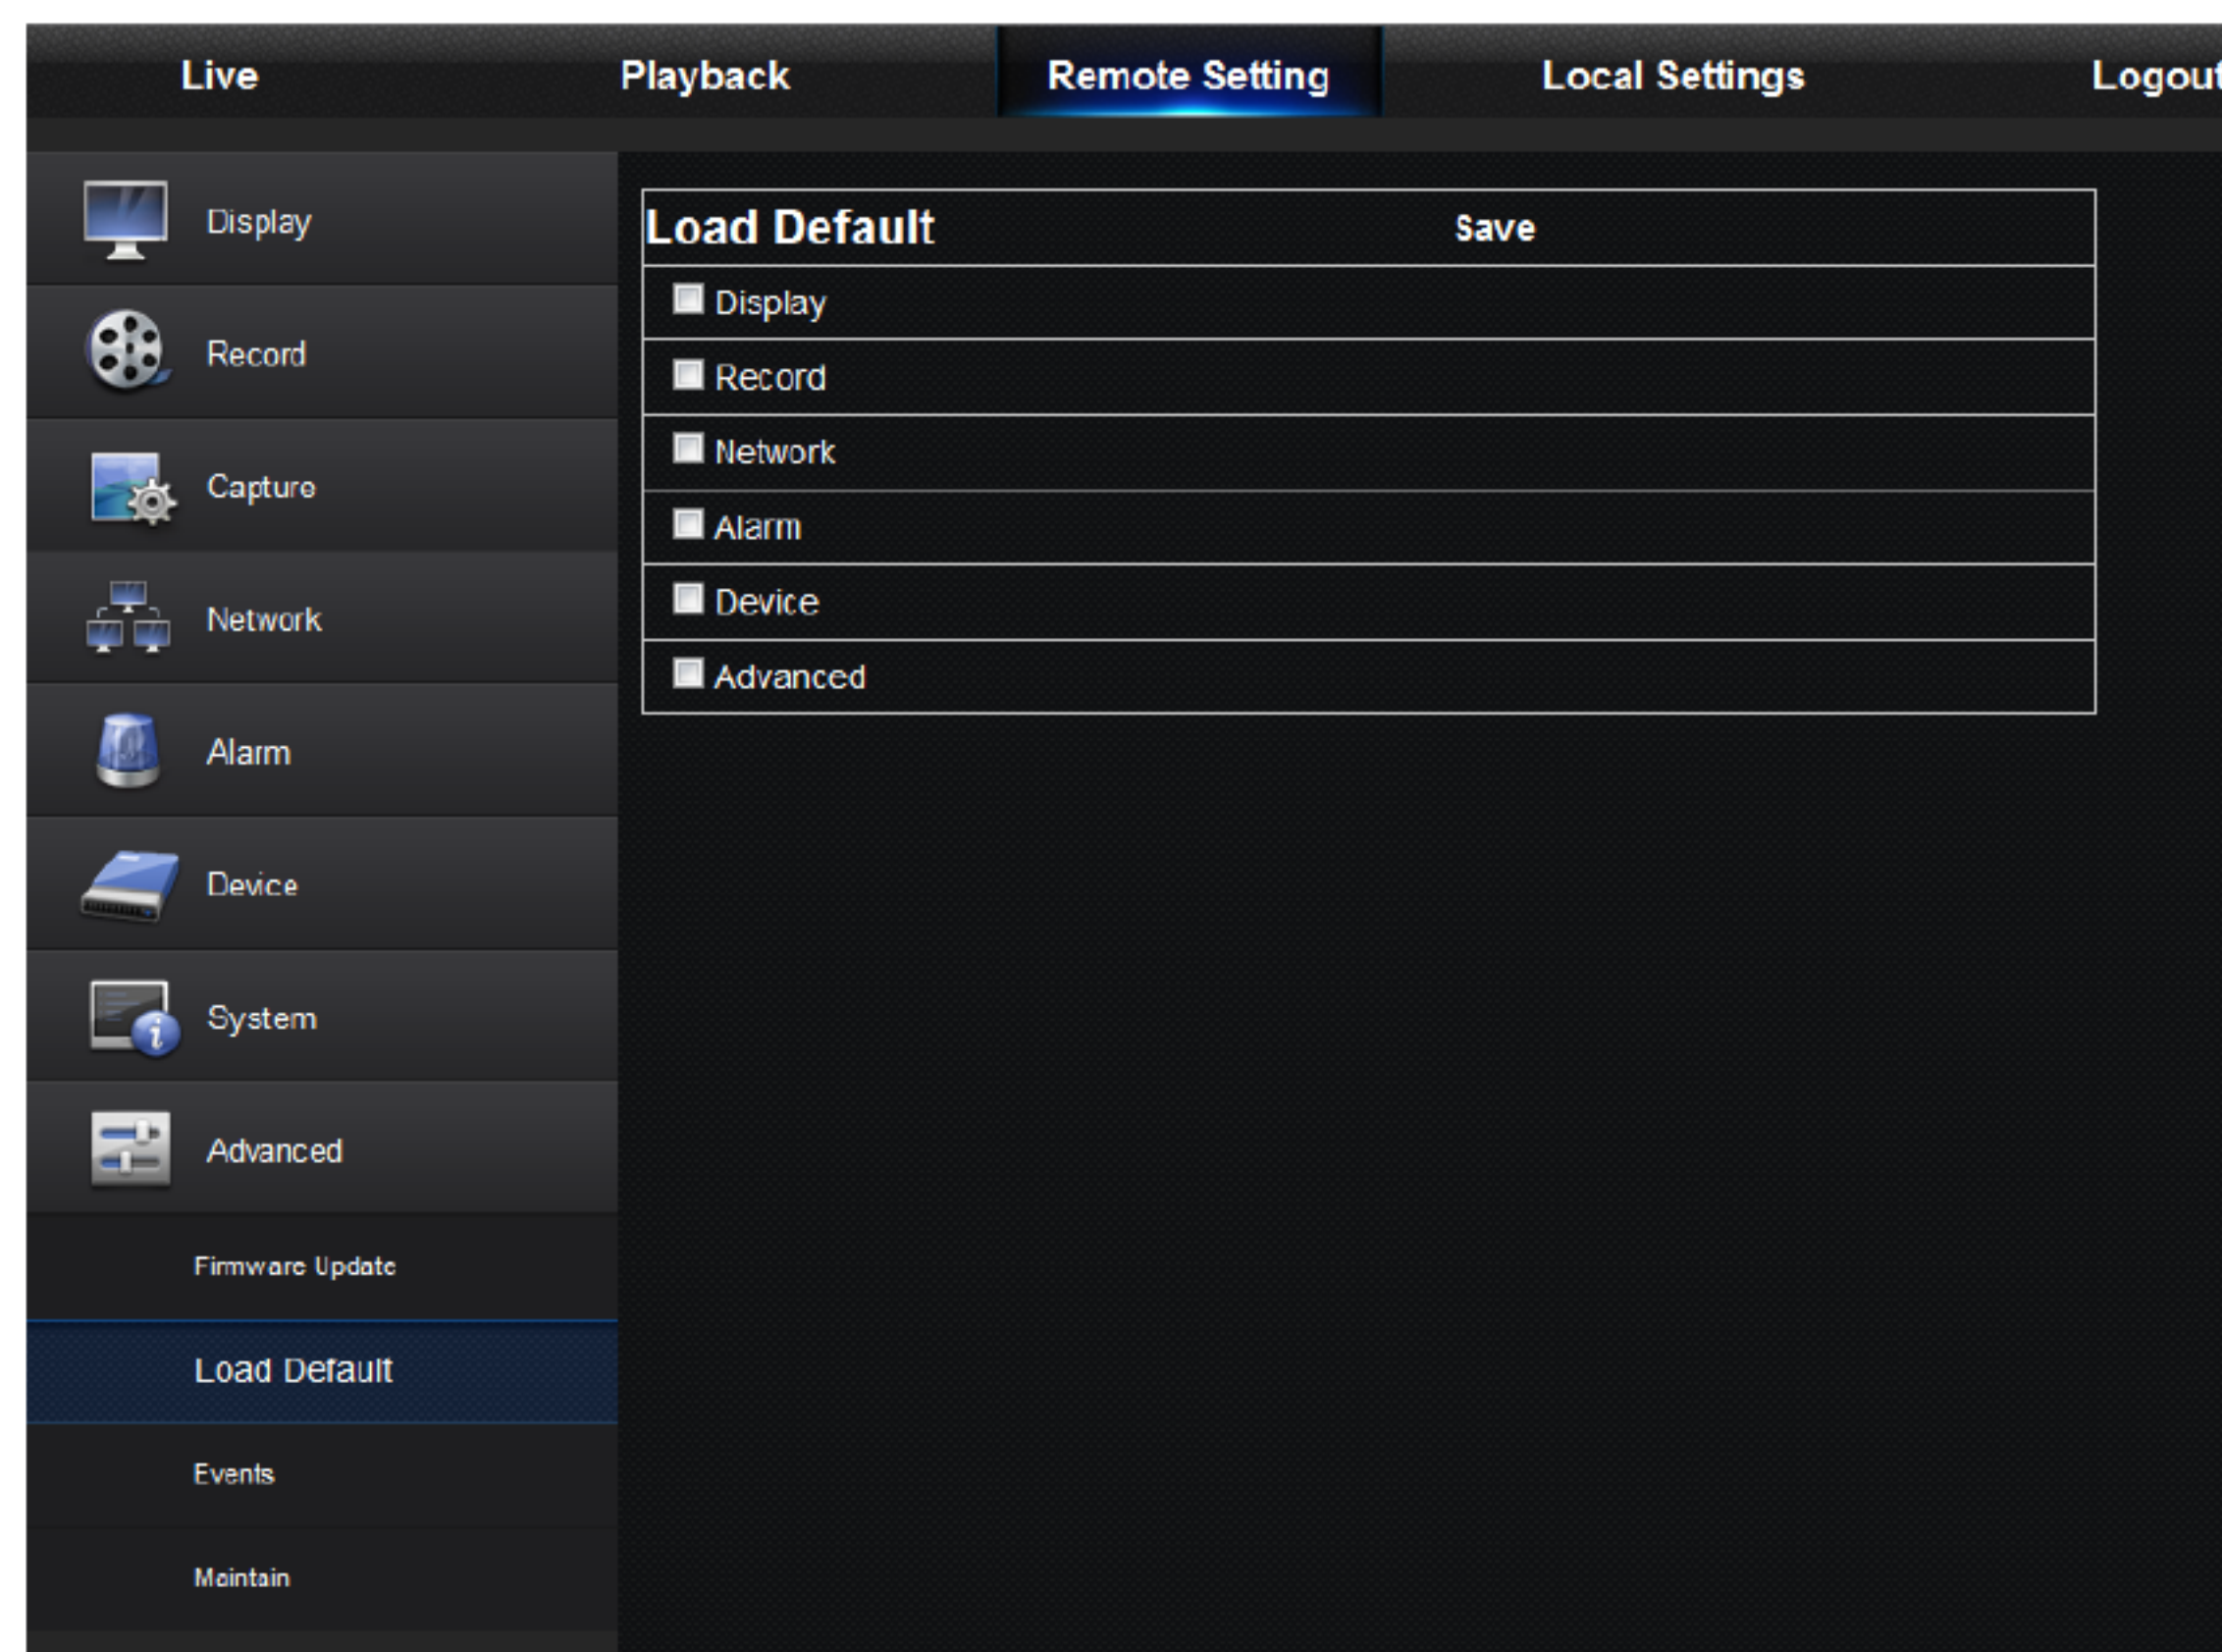 Live Playback Remote Setting Local Settings Logout
Display
Record
Capture
Network
Alarm
Device
System
Advanced
Firmware Update
Load Default
Events
Maintain
Load Default Save
Display
Record
Network
Alarm
Device
Advanced